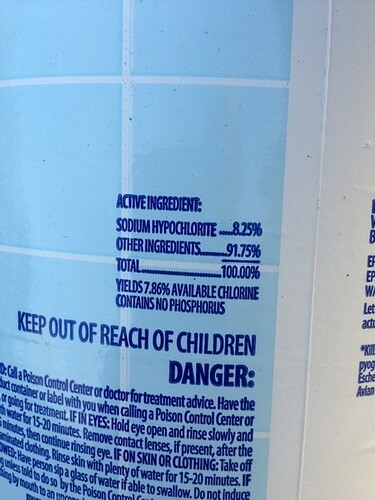 ACTIVE INGREDIENT:
SODIUM HYPOCHLORITE .....8.25%
OTHER INGREDIENTS..........91.75%
TOTAL..............................100.00%
YIELDS 7.86% AVAILABLE CHLORINE
CONTAINS NO PHOSPHORUS
KEEP OUT OF REACH OF CHILDREN
DANGER:
Call a Poison Control Center or doctor for treatment advice. Have the
container or label with you when calling a Poison Control Center or
or going for treatment. IF IN EYES: Hold eye open and rinse slowly and
water for 15-20 minutes. Remove contact lenses, if present, after the
minutes, then continue rinsing eye. IF ON SKIN OR CLOTHING: Take off
clothing. Rinse skin with plenty of water for 15-20 minutes. IF
Have person sip a glass of water if able to swallow. Do not induce
unless told to do so by the Poison Control
by mouth to an
Let